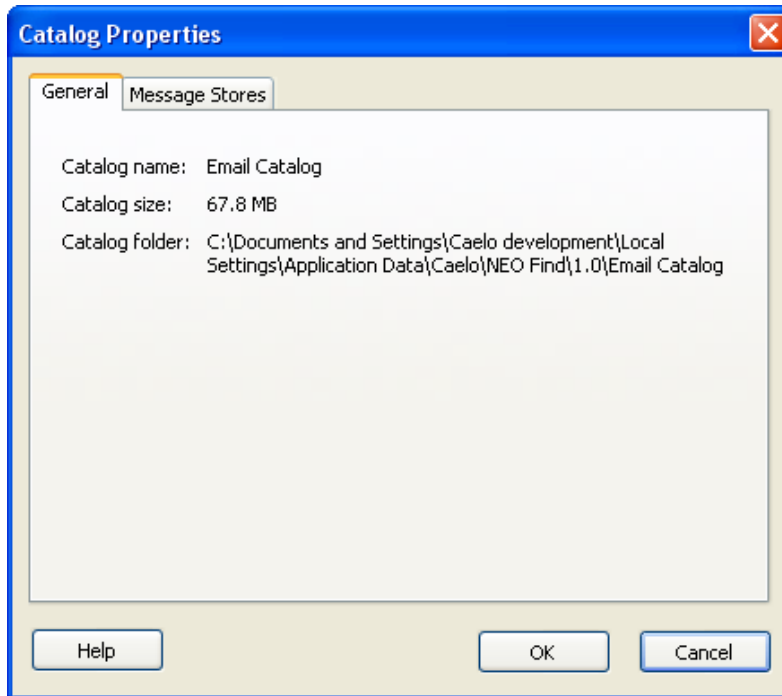 Catalog Properties
General
Message Stores
Catalog name: Email Catalog
Catalog size: 67.8 MB
Catalog folder: C:\Documents and Settings\Caelo development\Local
Settings\Application Data\Caelo\NEO Find\1.0\Email Catalog
Help
OK
Cancel